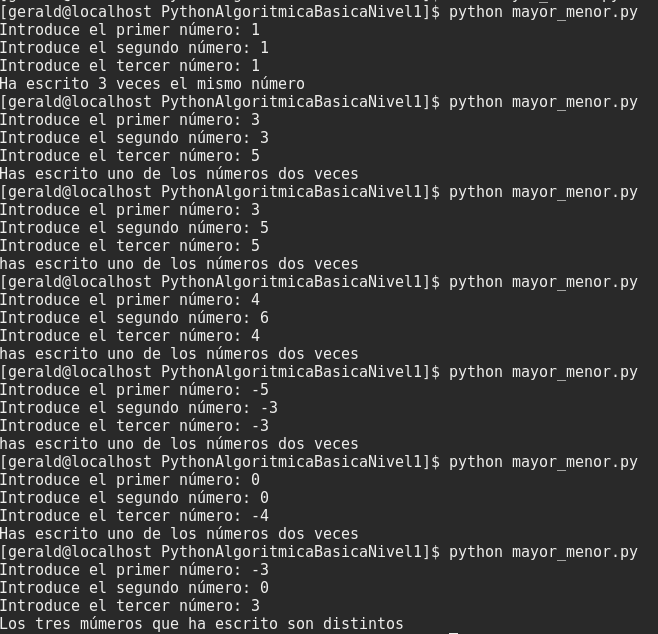 [gerald@localhost PythonAlgoritmicaBasicaNivel1]$ python mayor_menor.py
Introduce el primer número: 1
Introduce el segundo número: 1
Introduce el tercer número: 1
Ha escrito 3 veces el mismo número
[gerald@localhost PythonAlgoritmicaBasicaNivel1]$ python mayor_menor.py
Introduce el primer número: 3
Introduce el segundo número: 3
Introduce el tercer número: 5
Has escrito uno de los números dos veces
[gerald@localhost PythonAlgoritmicaBasicaNivel1]$ python mayor_menor.py
Introduce el primer número: 3
Introduce el segundo número: 5
Introduce el tercer número: 5
has escrito uno de los números dos veces
[gerald@localhost PythonAlgoritmicaBasicaNivel1]$ python mayor_menor.py
Introduce el primer número: 4
Introduce el segundo número: 6
Introduce el tercer número: 4
has escrito uno de los números dos veces
[gerald@localhost PythonAlgoritmicaBasicaNivel1]$ python mayor_menor.py
Introduce el primer número: -5
Introduce el segundo número: -3
Introduce el tercer número: -3
has escrito uno de los números dos veces
[gerald@localhost PythonAlgoritmicaBasicaNivel1]$ python mayor_menor.py
Introduce el primer número: 0
Introduce el segundo número: 0
Introduce el tercer número: -4
Has escrito uno de los números dos veces
[gerald@localhost PythonAlgoritmicaBasicaNivel1]$ python mayor_menor.py
Introduce el primer número: -3
Introduce el segundo número: 0
Introduce el tercer número: 3
Los tres múmeros que ha escrito son distintos